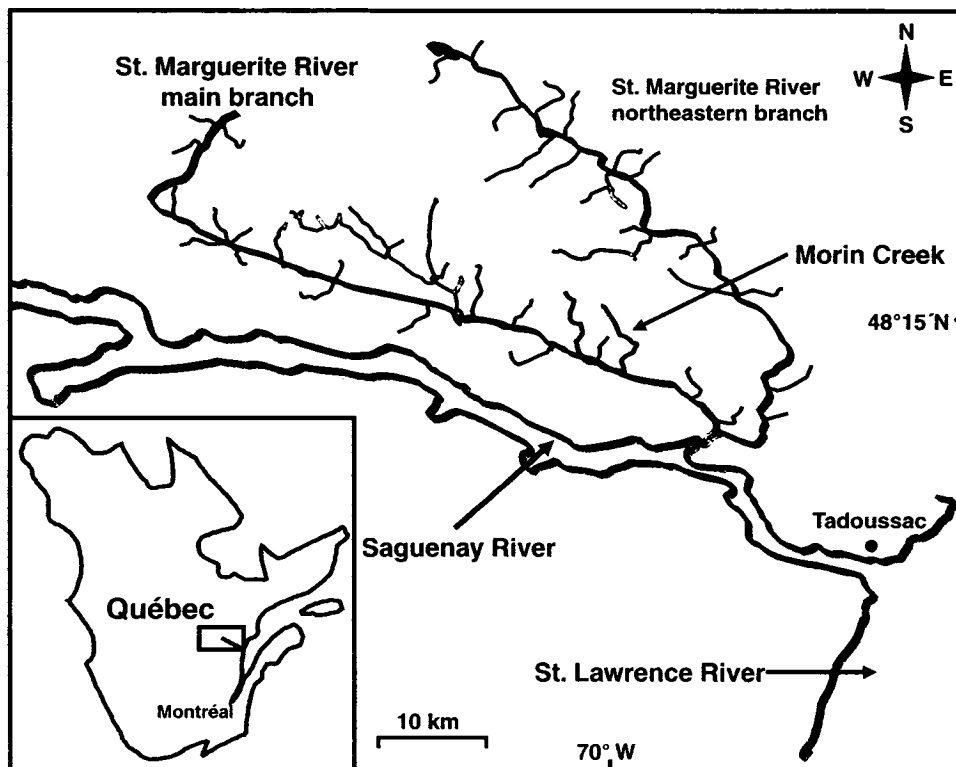 St. Marguerite River
main branch
St. Marguerite River
northeastern branch
N
W
E
S
Morin Creek
48°15´N
Tadoussac
Saguenay River
Québec
St. Lawrence River
Montréal
10 km
70° W